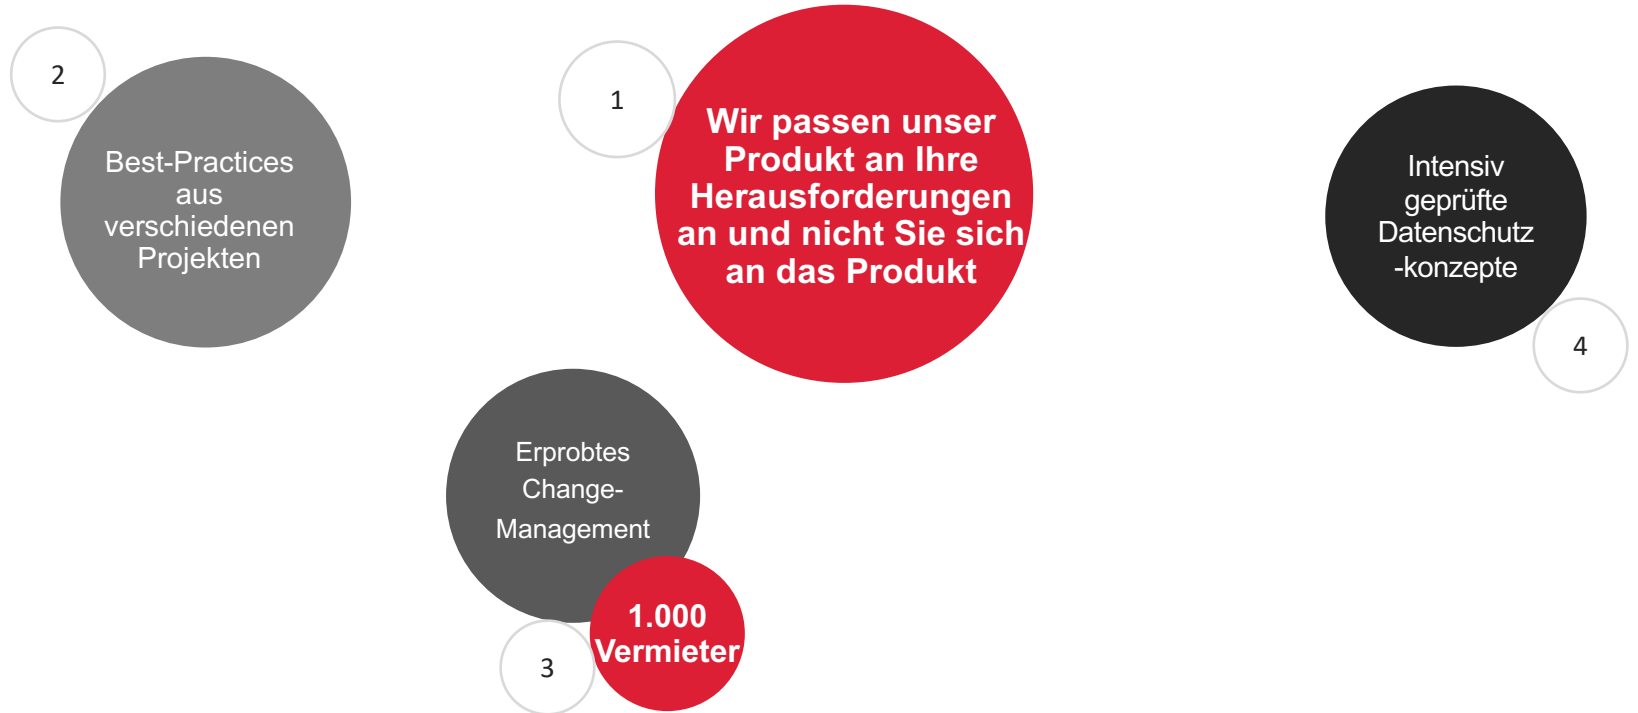 2
Best-Practices
aus
verschiedenen
Projekten
1
Wir passen unser
Produkt an Ihre
Herausforderungen
an und nicht Sie sich
an das Produkt
Intensiv
geprüfte
Datenschutz
-konzepte
4
Erprobtes
Change-
Management
1.000
Vermieter
3